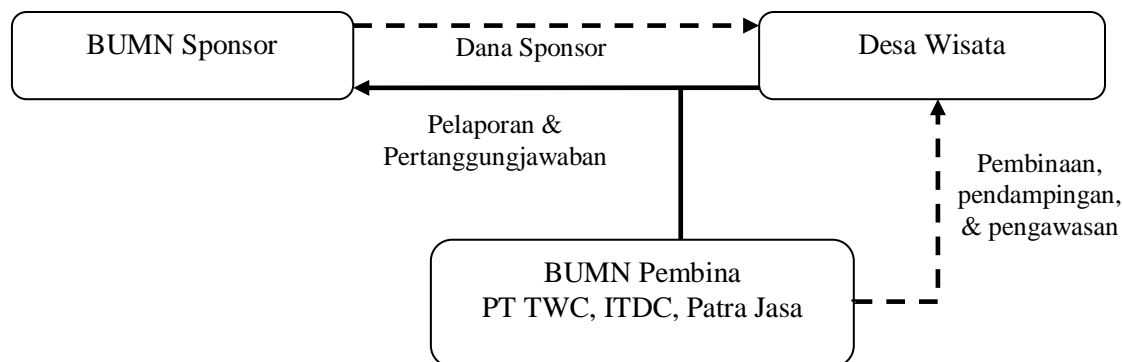 BUMN Sponsor
Dana Sponsor
Desa Wisata
Pelaporan &
Pertanggungjawaban
Pembinaan,
pendampingan,
& pengawasan
BUMN Pembina
PT TWC, ITDC, Patra Jasa